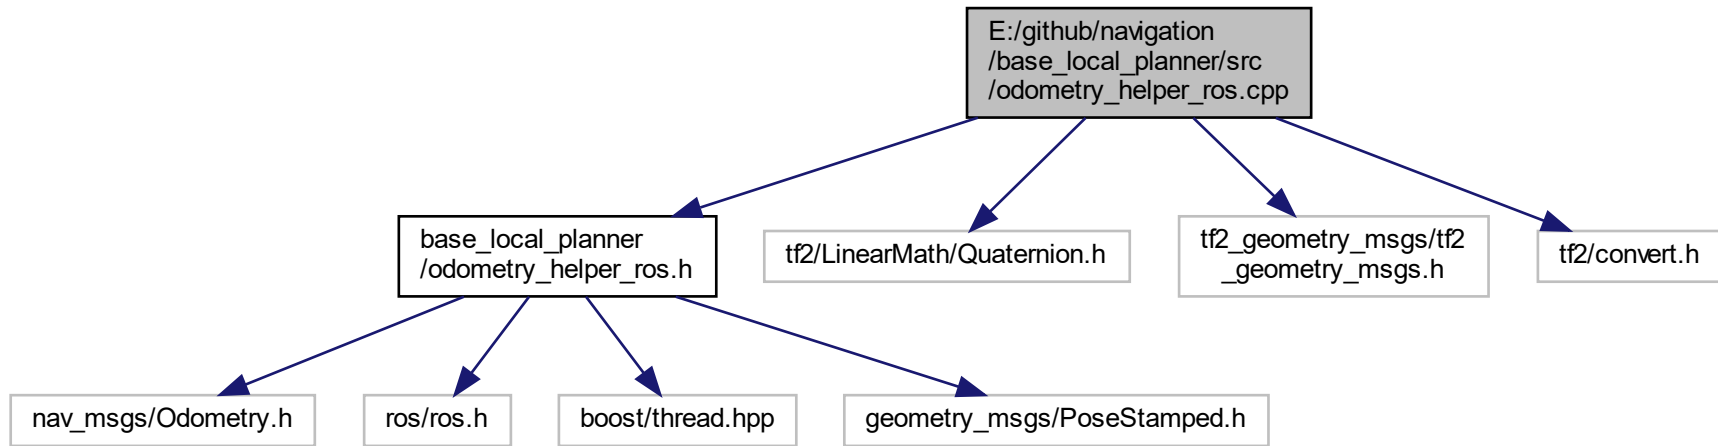 E:/github/navigation
/base_local_planner/src
/odometry_helper_ros.cpp
base_local_planner
/odometry_helper_ros.h
tf2/LinearMath/Quaternion.h
tf2_geometry_msgs/tf2
_geometry_msgs.h
tf2/convert.h
nav_msgs/Odometry.h
ros/ros.h
boost/thread.hpp
geometry_msgs/PoseStamped.h